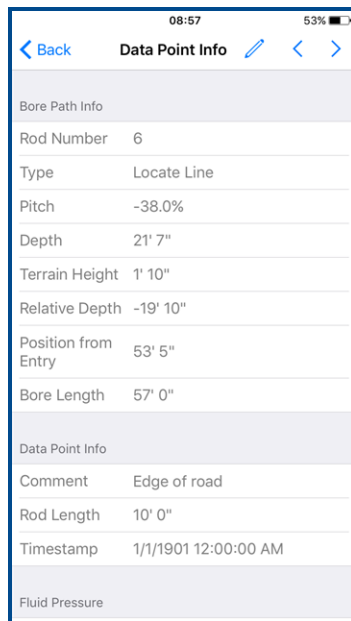 08:57 53%
Back Data Point Info
Bore Path Info
Rod Number 6
Type Locate Line
Pitch -38.0%
Depth 21' 7"
Terrain Height 1' 10"
Relative Depth -19' 10"
Position from
Entry 53' 5"
Bore Length 57' 0"
Data Point Info
Comment Edge of road
Rod Length 10' 0"
Timestamp 1/1/1901 12:00:00 AM
Fluid Pressure